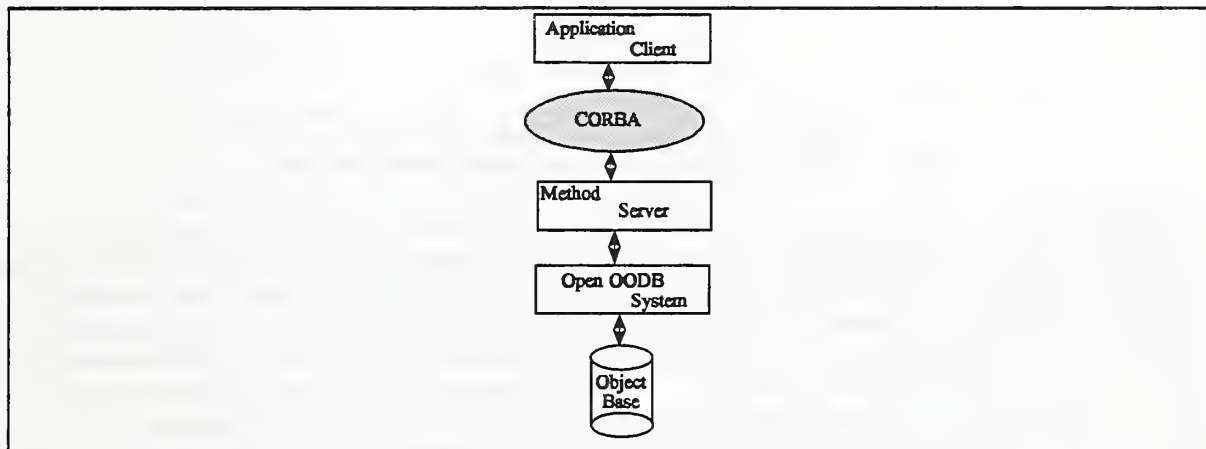 Application
Client
CORBA
Method
Server
Open OODB
System
Object
Base